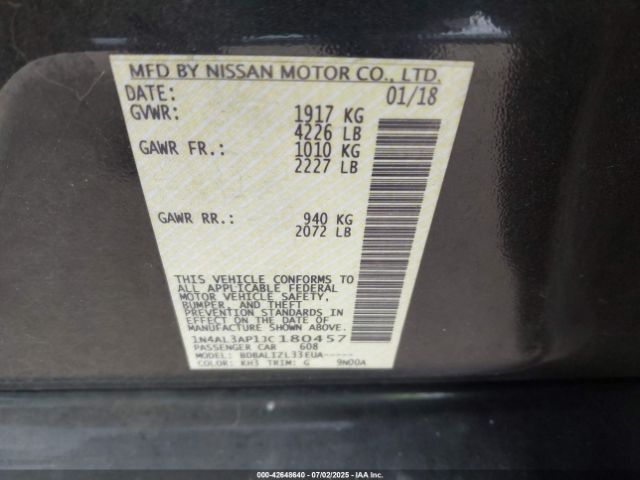 MFD BY NISSAN MOTOR CO., LTD.
DATE: 01/18
GVWR: 1917 KG
4226 LB
GAWR FR.: 1010 KG
2227 LB
GAWR RR.: 940 KG
2072 LB
THIS VEHICLE CONFORMS TO
ALL APPLICABLE FEDERAL
MOTOR VEHICLE SAFETY,
BUMPER, AND THEFT
PREVENTION STANDARDS IN
EFFECT ON THE DATE OF
MANUFACTURE SHOWN ABOVE.
1N4AL3AP1JC180457
PASSENGER CAR 608
MODEL: BDBALIZL33EUA-----
COLOR: KH3 TRIM: G 9N00A
000-42648640 - 07/02/2025 - IAA Inc.